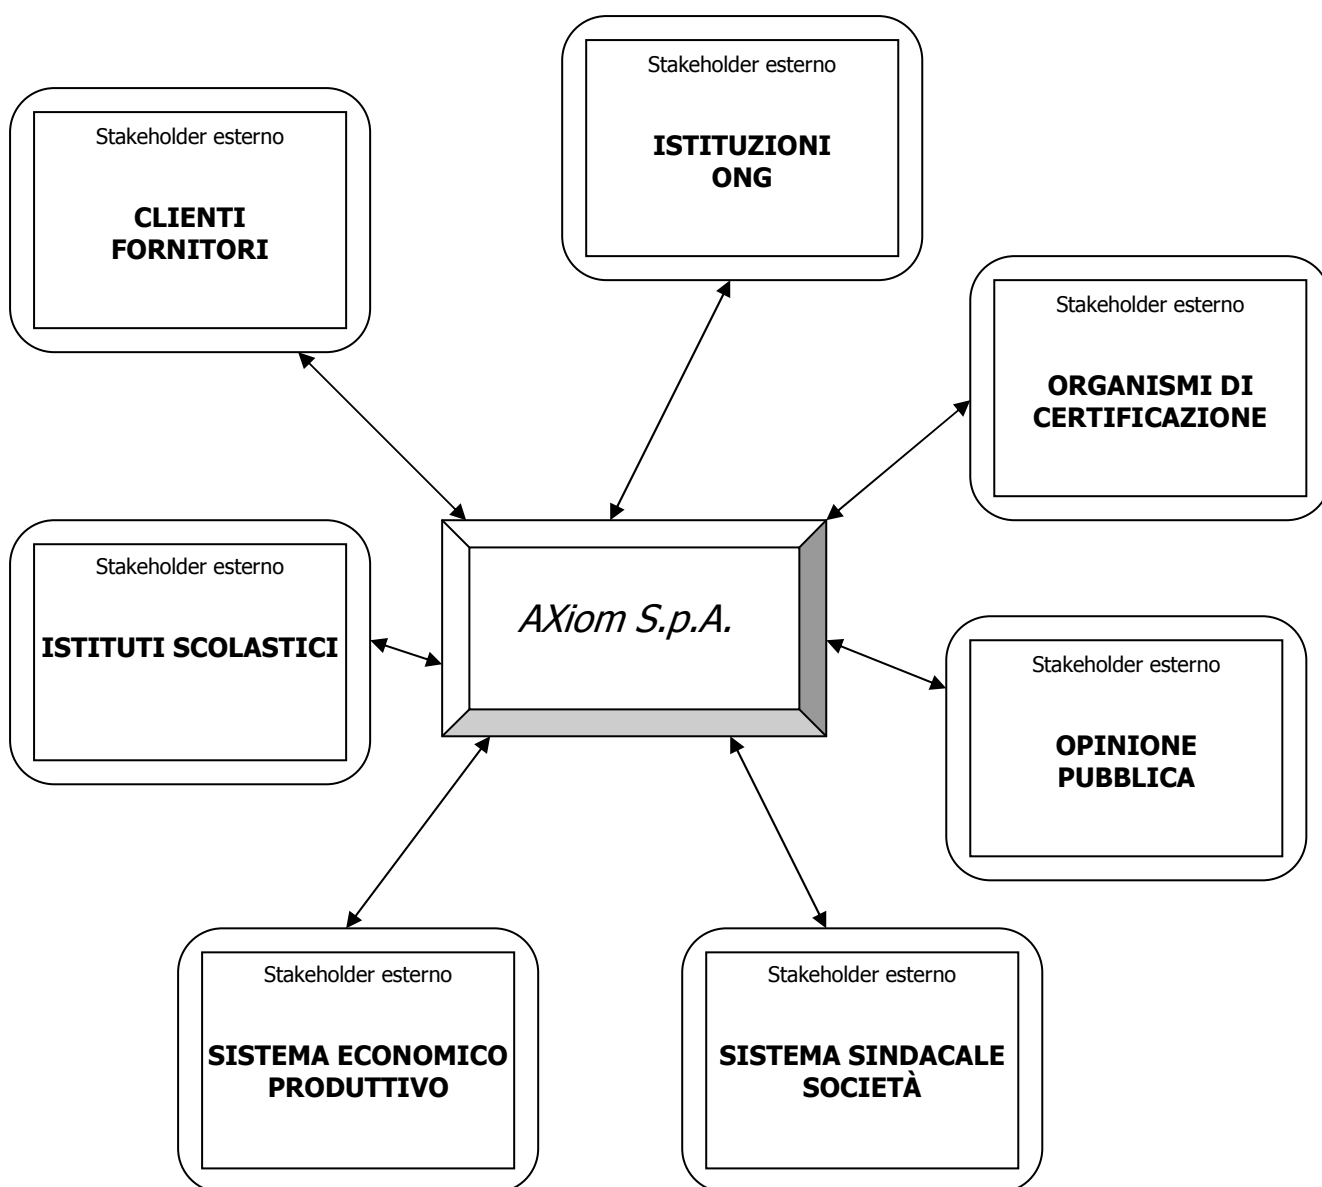 Stakeholder esterno
ISTITUZIONI
ONG
Stakeholder esterno
CLIENTI
FORNITORI
Stakeholder esterno
ORGANISMI DI
CERTIFICAZIONE
Stakeholder esterno
ISTITUTI SCOLASTICI
AXiom S.p.A.
Stakeholder esterno
OPINIONE
PUBBLICA
Stakeholder esterno
SISTEMA ECONOMICO
PRODUTTIVO
Stakeholder esterno
SISTEMA SINDACALE
SOCIETÀ